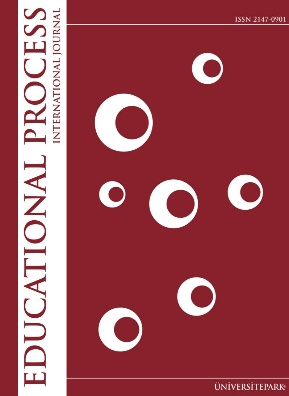 ISSN 2147-0901
EDUCATIONAL PROCESS
INTERNATIONAL JOURNAL
ÜNİVERSİTEPARK